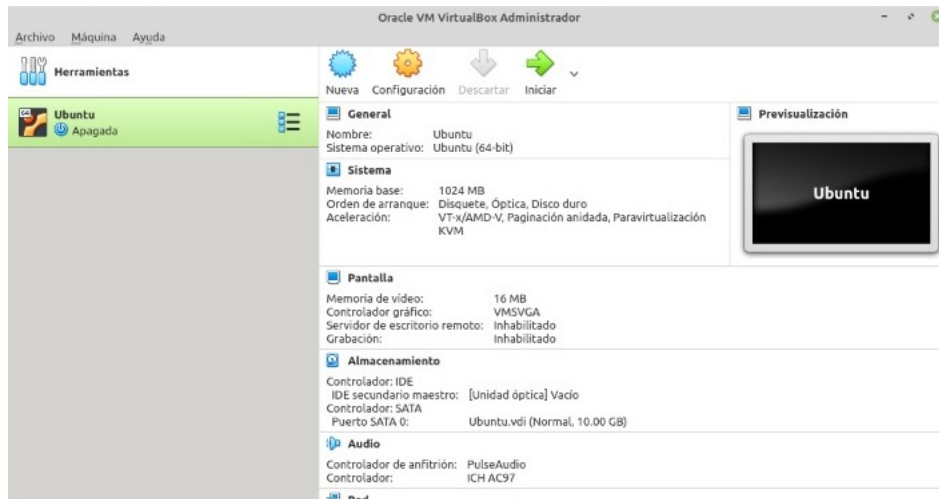 Oracle VM VirtualBox Administrador
Archivo Máquina Ayuda
Herramientas
Nueva Configuración Descartar Iniciar
64
Ubuntu
Apagada
General
Nombre: Ubuntu
Sistema operativo: Ubuntu (64-bit)
Previsualización
Ubuntu
Sistema
Memoria base: 1024 MB
Orden de arranque: Disquete, Óptica, Disco duro
Aceleración: VT-x/AMD-V, Paginación anidada, Paravirtualización
KVM
Pantalla
Memoria de vídeo: 16 MB
Controlador gráfico: VMSVGA
Servidor de escritorio remoto: Inhabilitado
Grabación: Inhabilitado
Almacenamiento
Controlador: IDE
IDE secundario maestro: [Unidad óptica] Vacío
Controlador: SATA
Puerto SATA 0: Ubuntu.vdi (Normal, 10.00 GB)
Audio
Controlador de anfitrión: PulseAudio
Controlador: ICH AC97
Red